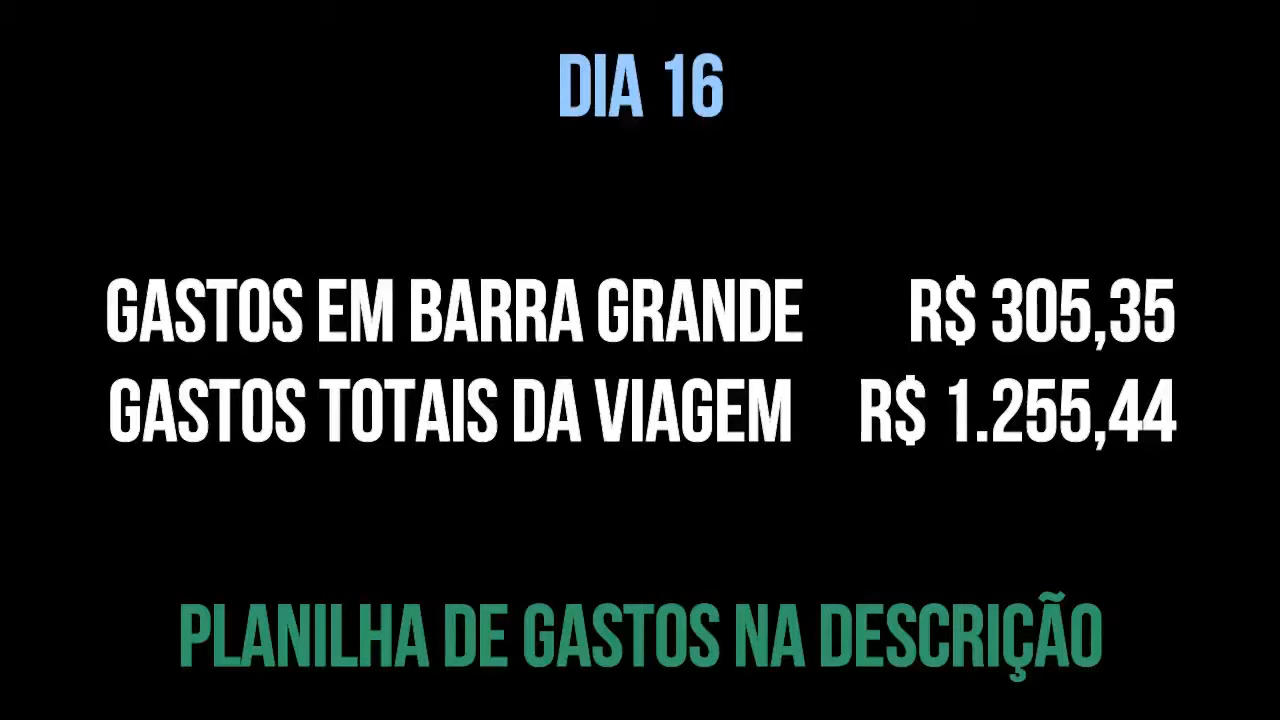 DIA 16
GASTOS EM BARRA GRANDE R$ 305,35
GASTOS TOTAIS DA VIAGEM R$ 1.255,44
PLANILHA DE GASTOS NA DESCRIÇÃO